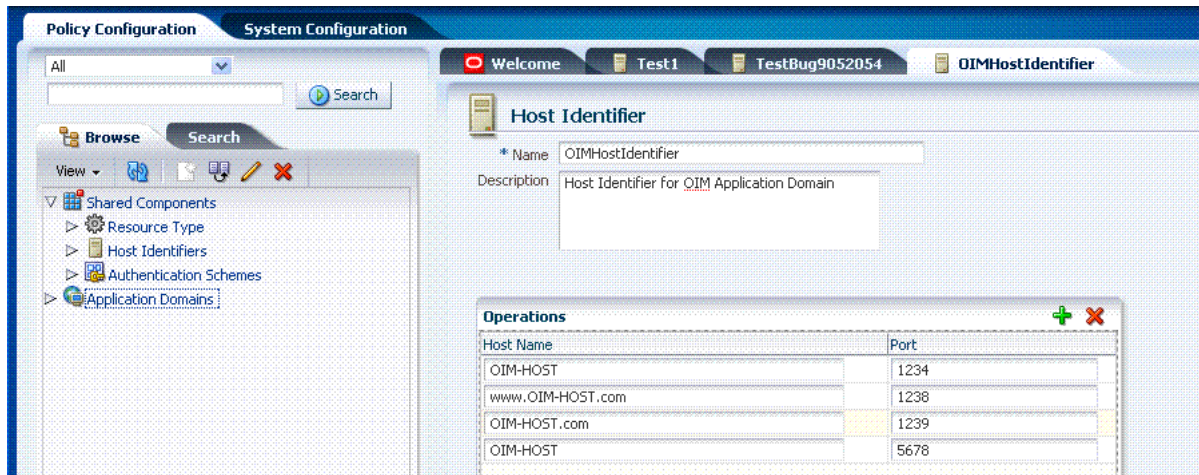 Policy Configuration
System Configuration
All
Search
Browse
Search
View
Shared Components
Resource Type
Host Identifiers
Authentication Schemes
Application Domains
Welcome
Test1
TestBug9052054
OIMHostIdentifier
Host Identifier
* Name OIMHostIdentifier
Description Host Identifier for OIM Application Domain
Operations
Host Name Port
OIM-HOST 1234
www.OIM-HOST.com 1238
OIM-HOST.com 1239
OIM-HOST 5678